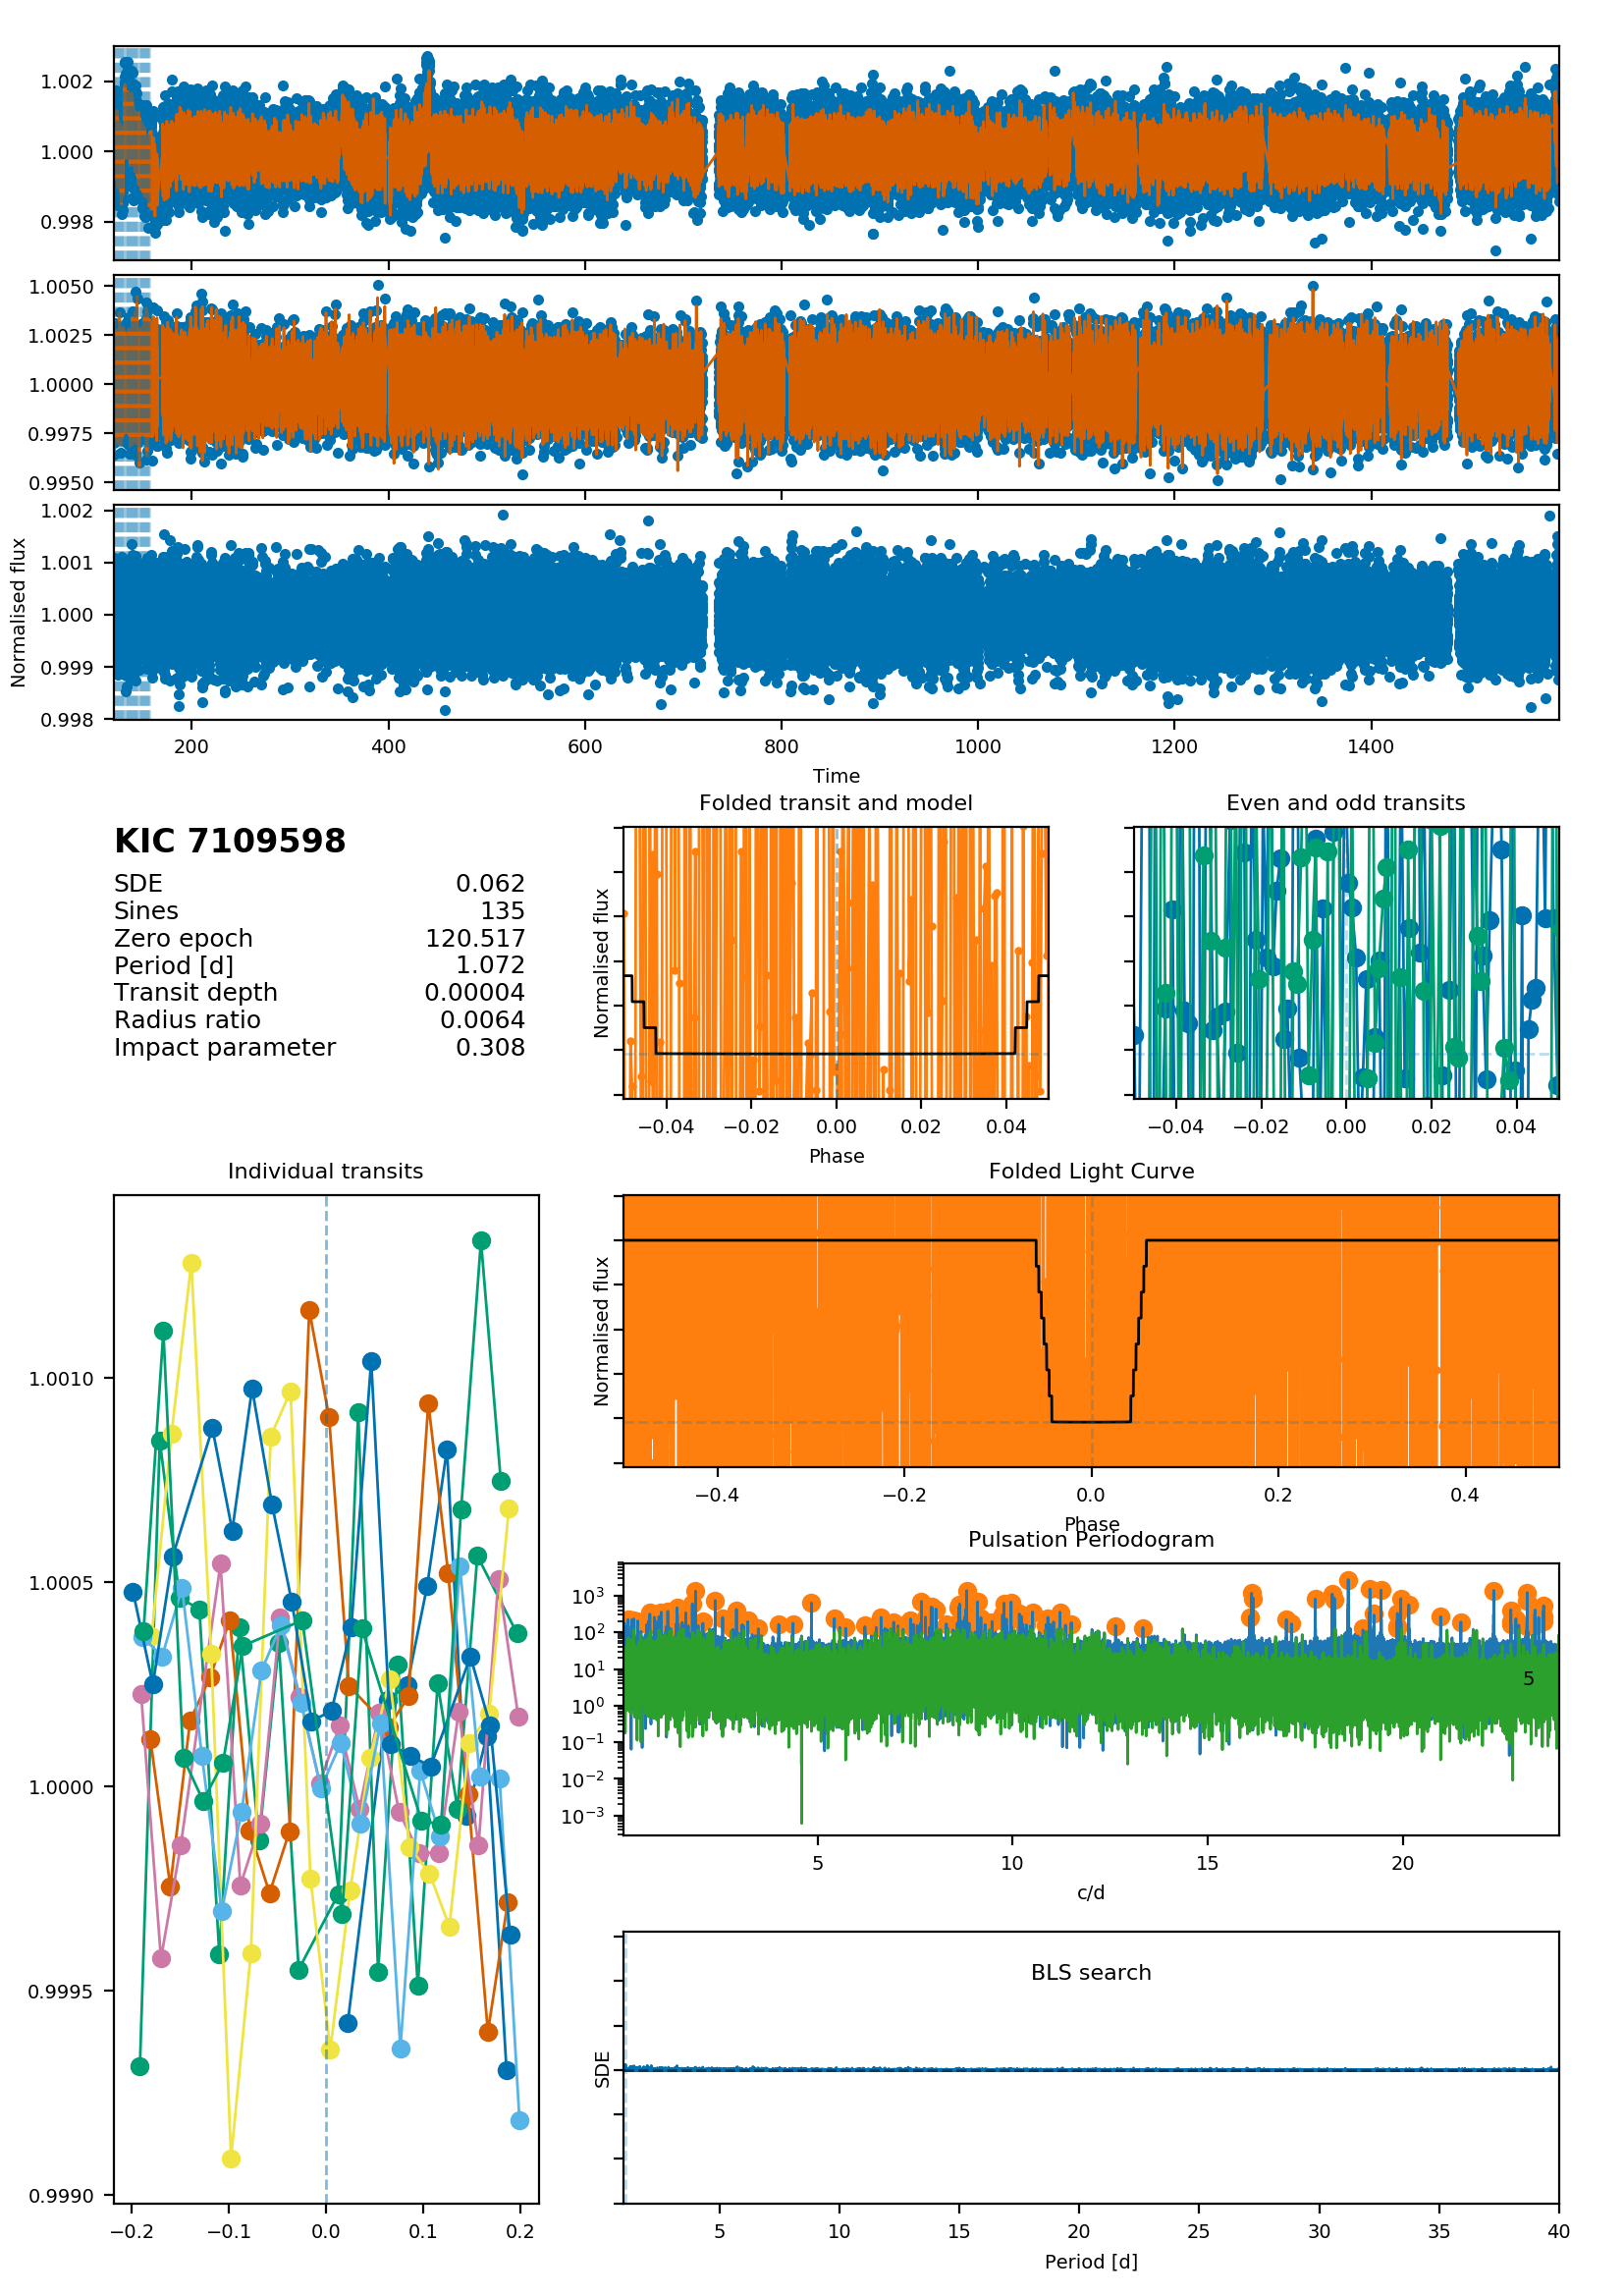 1.002
1.000
0.998
1.0050
1.0025
1.0000
0.9975
0.9950
1.002
1.001
1.000
0.999
0.998
Normalised flux
200 400 600 800 1000 1200 1400
Time
KIC 7109598
SDE 0.062
Sines 135
Zero epoch 120.517
Period [d] 1.072
Transit depth 0.00004
Radius ratio 0.0064
Impact parameter 0.308
Folded transit and model
Normalised flux
−0.04 −0.02 0.00 0.02 0.04
Phase
Even and odd transits
−0.04 −0.02 0.00 0.02 0.04
Individual transits
1.0010
1.0005
1.0000
0.9995
0.9990
−0.2 −0.1 0.0 0.1 0.2
Folded Light Curve
Normalised flux
−0.4 −0.2 0.0 0.2 0.4
Phase
Pulsation Periodogram
10³
10²
10¹
10⁰
10⁻¹
10⁻²
10⁻³
5
5 10 15 20
c/d
BLS search
SDE
5 10 15 20 25 30 35 40
Period [d]